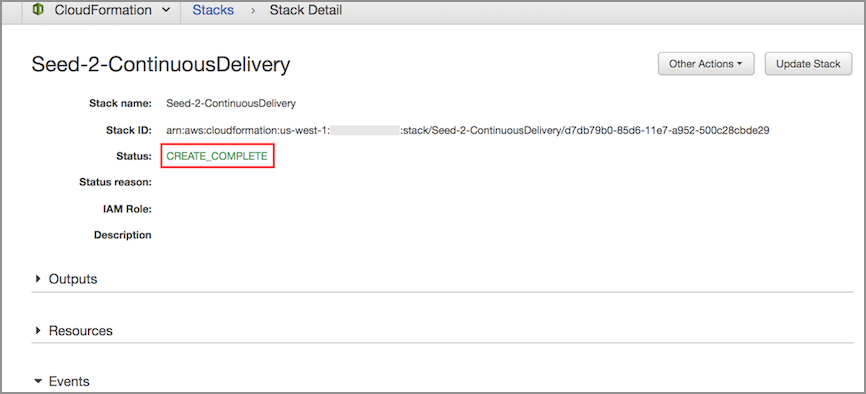 CloudFormation Stacks > Stack Detail
Seed-2-ContinuousDelivery Other Actions Update Stack
Stack name: Seed-2-ContinuousDelivery
Stack ID: arn:aws:cloudformation:us-west-1: :stack/Seed-2-ContinuousDelivery/d7db79b0-85d6-11e7-a952-500c28cbde29
Status: CREATE_COMPLETE
Status reason:
IAM Role:
Description
Outputs
Resources
Events